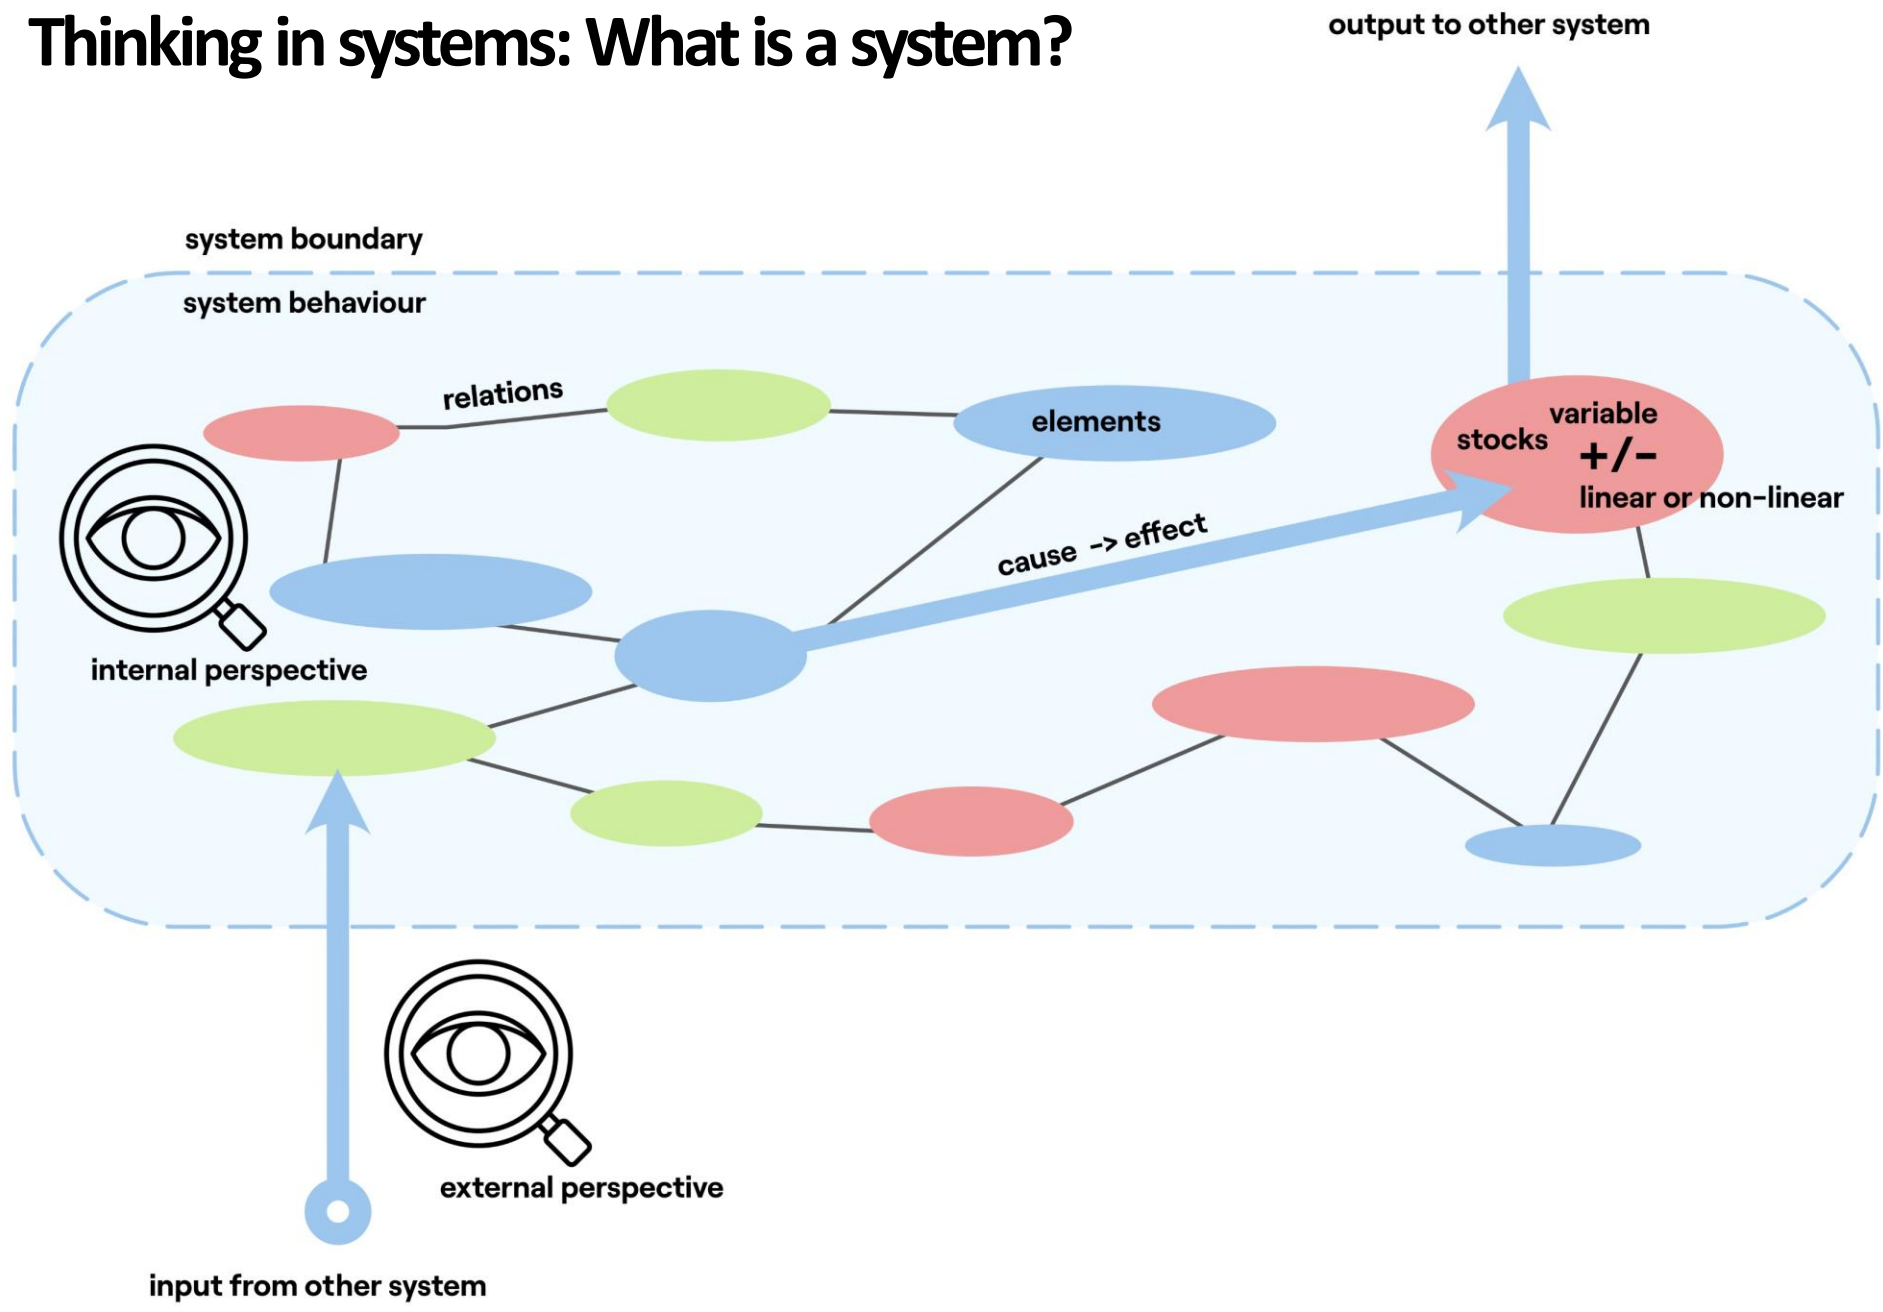 Thinking in systems: What is a system?
output to other system
system boundary
system behaviour
relations
elements
variable
stocks
+/-
linear or non-linear
cause -> effect
internal perspective
external perspective
input from other system